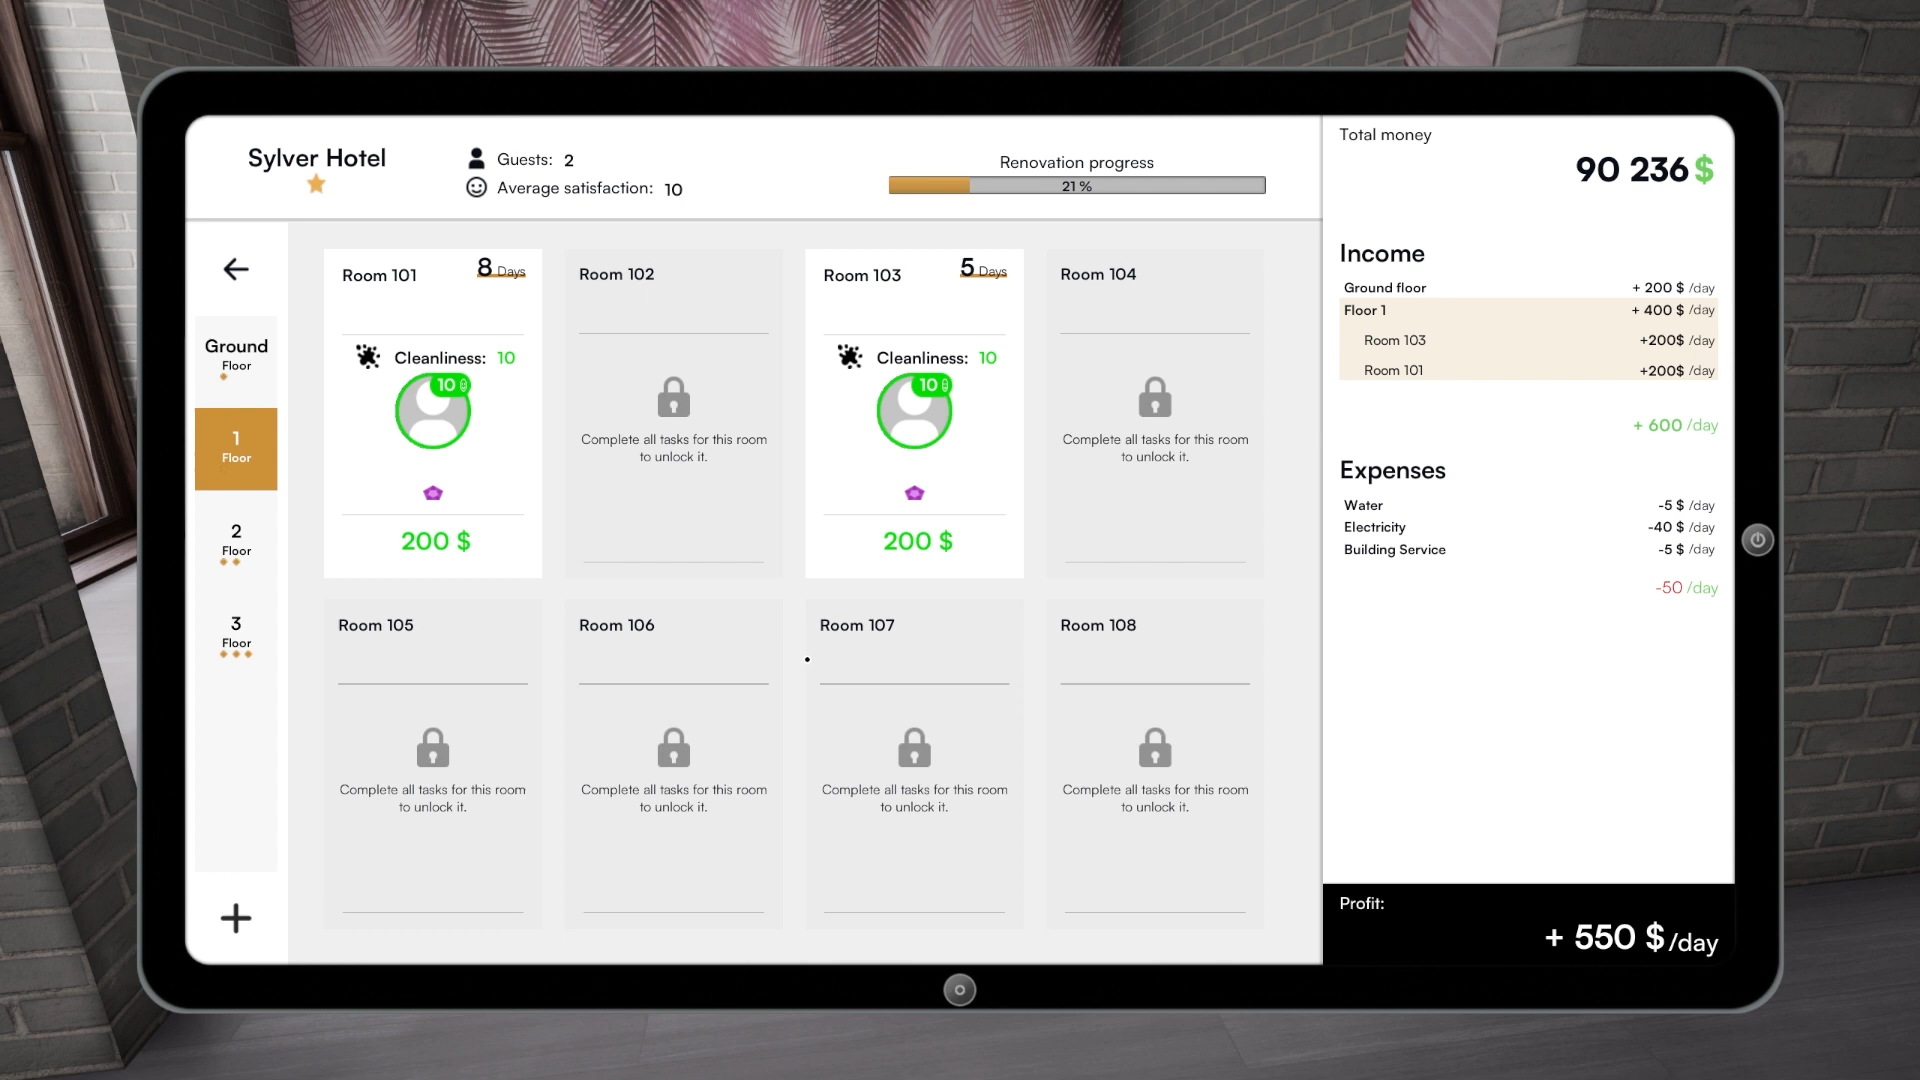 Sylver Hotel
Guests: 2
Average satisfaction: 10
Renovation progress
21 %
Total money
90 236 $
Ground
Floor
1
Floor
2
Floor
3
Floor
Room 101
8 Days
Cleanliness: 10
10
200 $
Room 102
Complete all tasks for this room
to unlock it.
Room 103
5 Days
Cleanliness: 10
10
200 $
Room 104
Complete all tasks for this room
to unlock it.
Room 105
Complete all tasks for this room
to unlock it.
Room 106
Complete all tasks for this room
to unlock it.
Room 107
Complete all tasks for this room
to unlock it.
Room 108
Complete all tasks for this room
to unlock it.
Income
Ground floor + 200 $ /day
Floor 1 + 400 $ /day
Room 103 +200$ /day
Room 101 +200$ /day
+ 600 /day
Expenses
Water -5 $ /day
Electricity -40 $ /day
Building Service -5 $ /day
-50 /day
Profit:
+ 550 $ /day